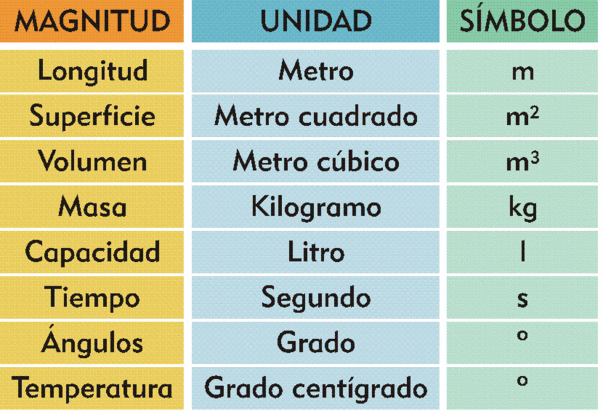 MAGNITUD UNIDAD SÍMBOLO
Longitud Metro m
Superficie Metro cuadrado m²
Volumen Metro cúbico m³
Masa Kilogramo kg
Capacidad Litro l
Tiempo Segundo s
Ángulos Grado º
Temperatura Grado centígrado º